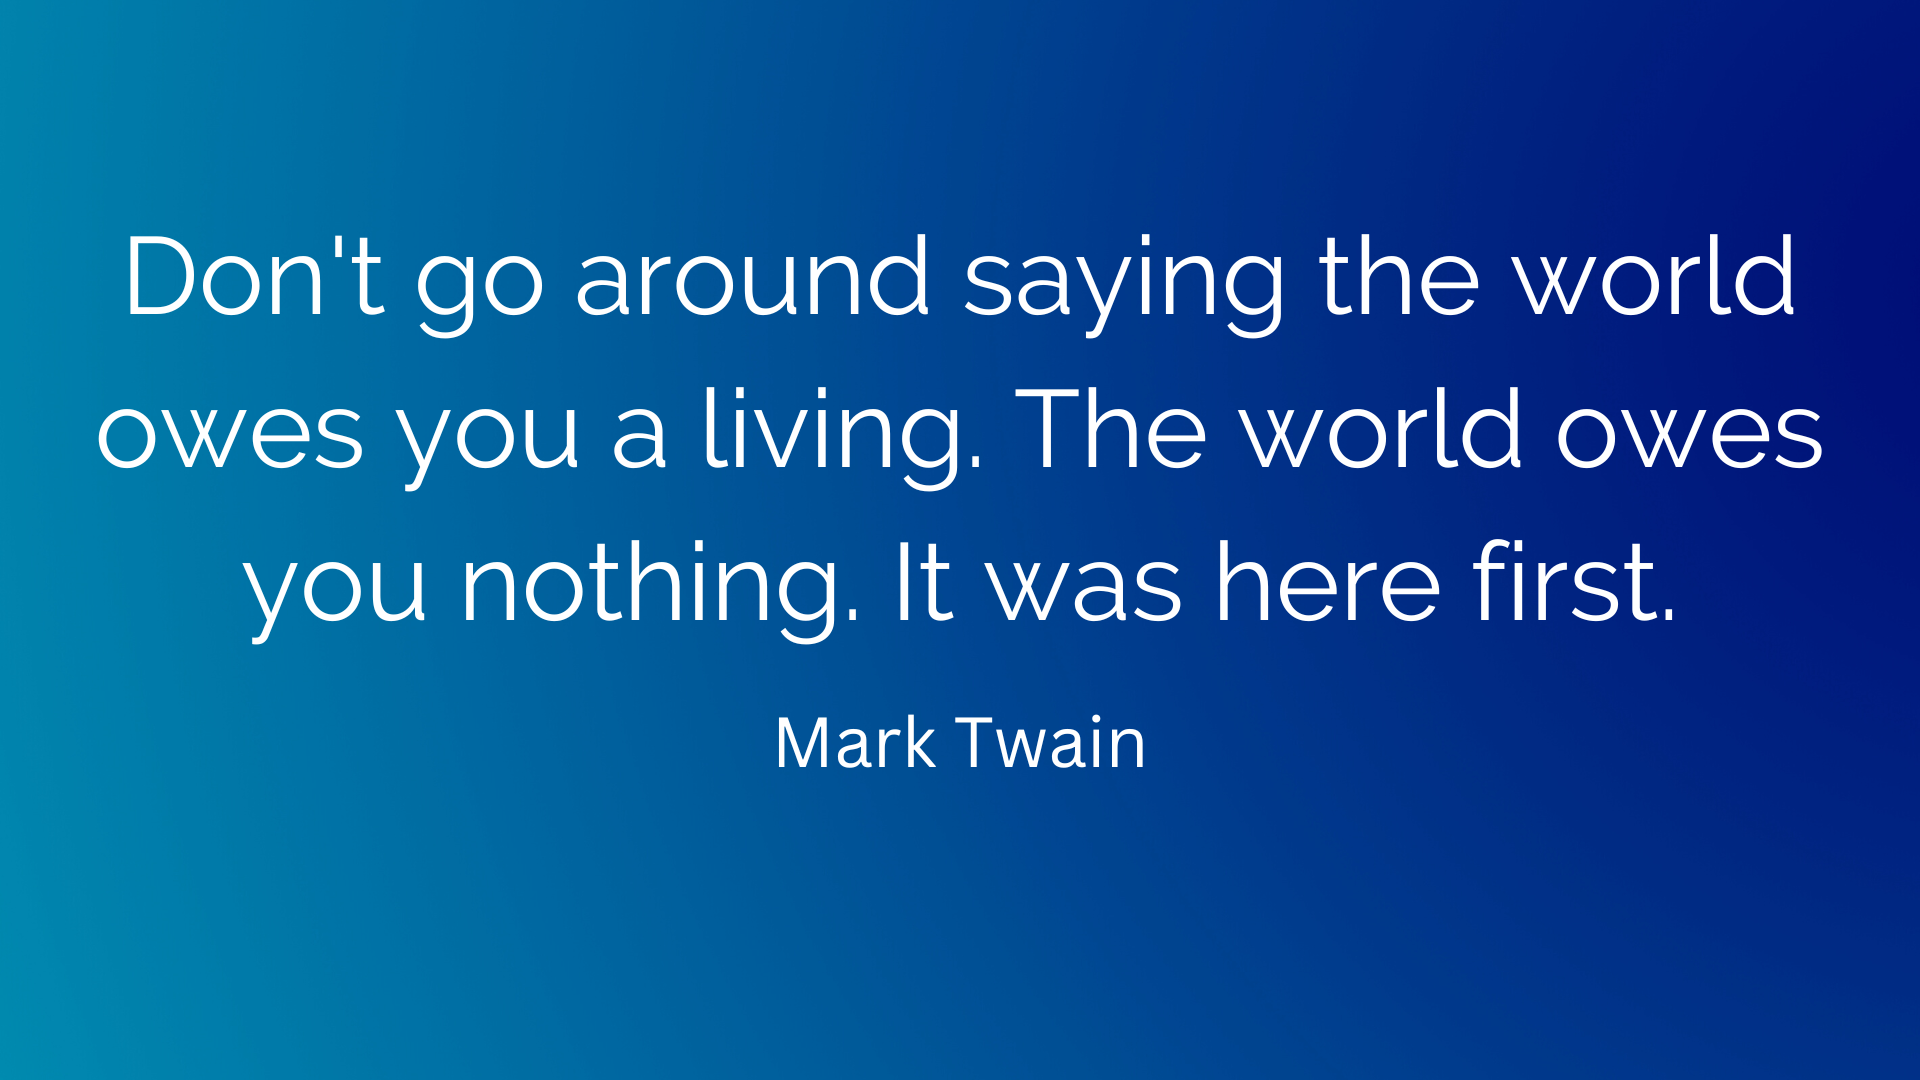 Don't go around saying the world
owes you a living. The world owes
you nothing. It was here first.
Mark Twain